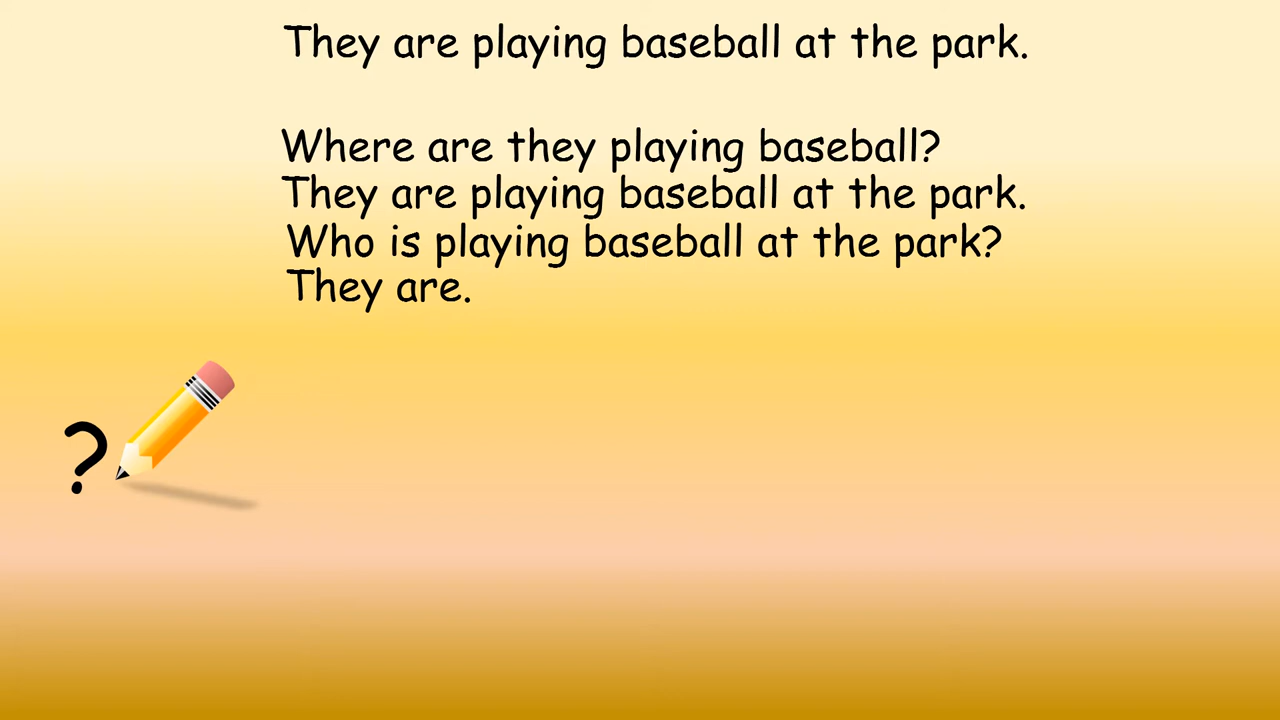 They are playing baseball at the park.
Where are they playing baseball?
They are playing baseball at the park.
Who is playing baseball at the park?
They are.
?